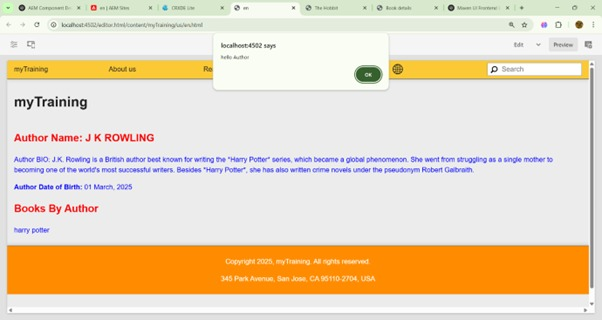 AEM Component Ex
en | AEM Sites
CRXDE Lite
en
The Hobbit
Book details
Maven UI Frontend
localhost:4502/editor.html/content/myTraining/us/en.html
localhost:4502 says
hello Author
OK
Edit
Preview
myTraining
About us
Re
Search
myTraining
Author Name: J K ROWLING
Author BIO: J.K. Rowling is a British author best known for writing the "Harry Potter" series, which became a global phenomenon. She went from struggling as a single mother to
becoming one of the world's most successful writers. Besides "Harry Potter", she has also written crime novels under the pseudonym Robert Galbraith.
Author Date of Birth: 01 March, 2025
Books By Author
harry potter
Copyright 2025, myTraining. All rights reserved.
345 Park Avenue, San Jose, CA 95110-2704, USA